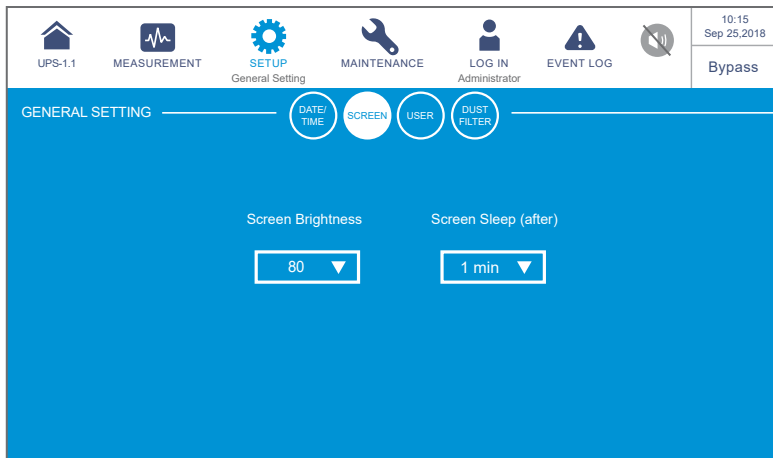 UPS-1.1
MEASUREMENT
SETUP
General Setting
MAINTENANCE
LOG IN
Administrator
EVENT LOG
10:15
Sep 25,2018
Bypass
GENERAL SETTING
DATE/
TIME
SCREEN
USER
DUST
FILTER
Screen Brightness
Screen Sleep (after)
80
1 min